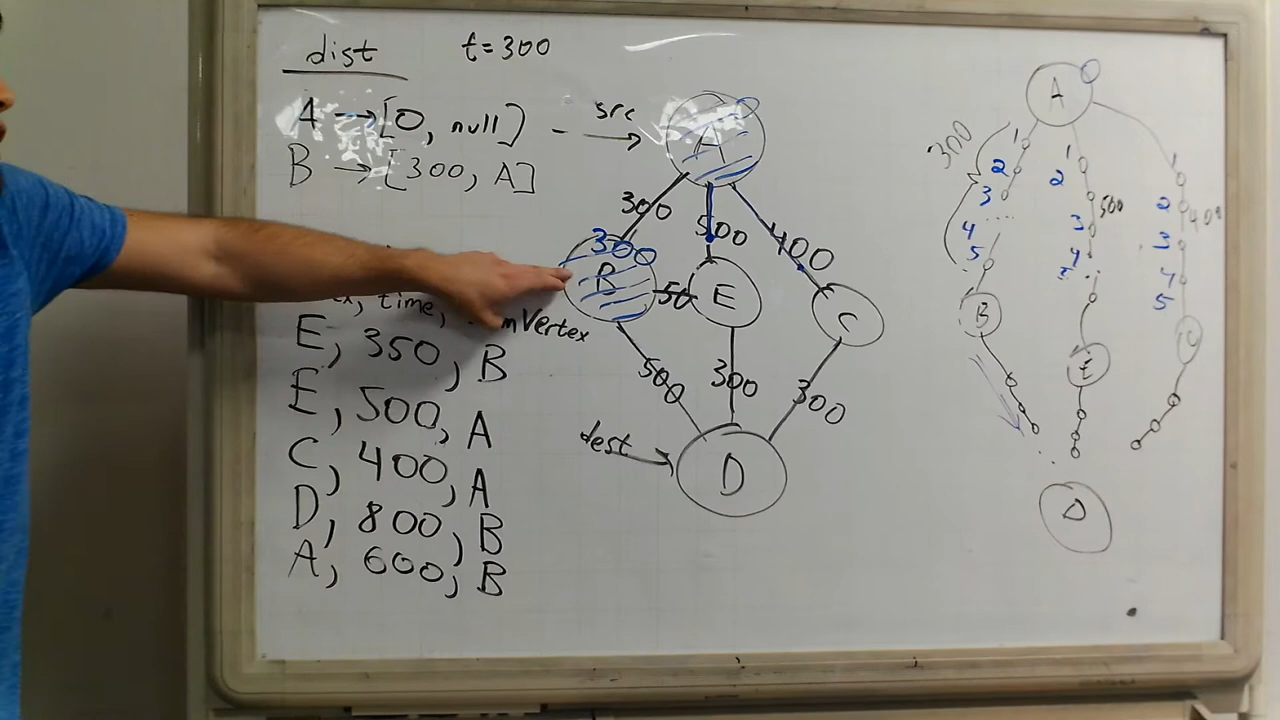 dist
t=300
A → [0, null]
B → [300, A]
time,
E, 350, B
E, 500, A
C, 400, A
D, 800, B
A, 600, B
src
A
300
500
400
300
B
50
E
C
500
300
300
dest
D
A
300
1
2
3
4
5
1
2
3
4
500
1
2
3
4
5
400
B
E
C
D